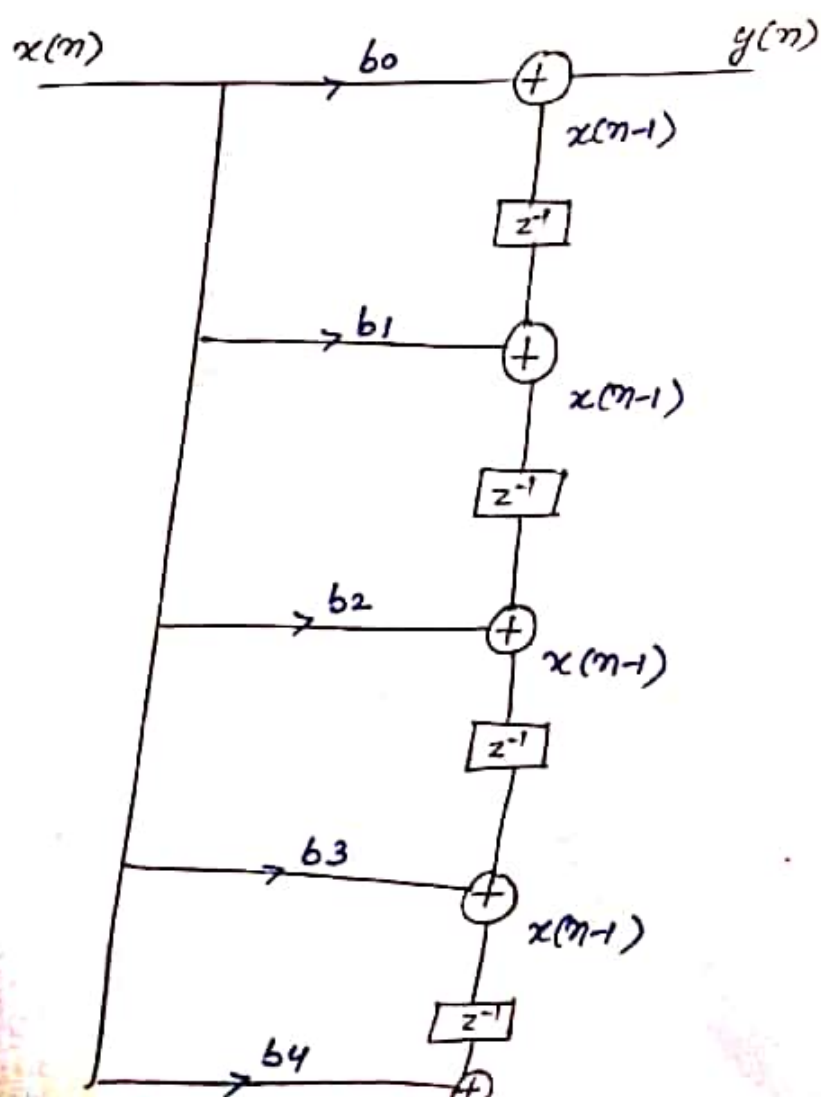 x(n) b0 + y(n)
x(n-1)
z⁻¹
b1 +
x(n-1)
z⁻¹
b2 +
x(n-1)
z⁻¹
b3 +
x(n-1)
z⁻¹
b4 +